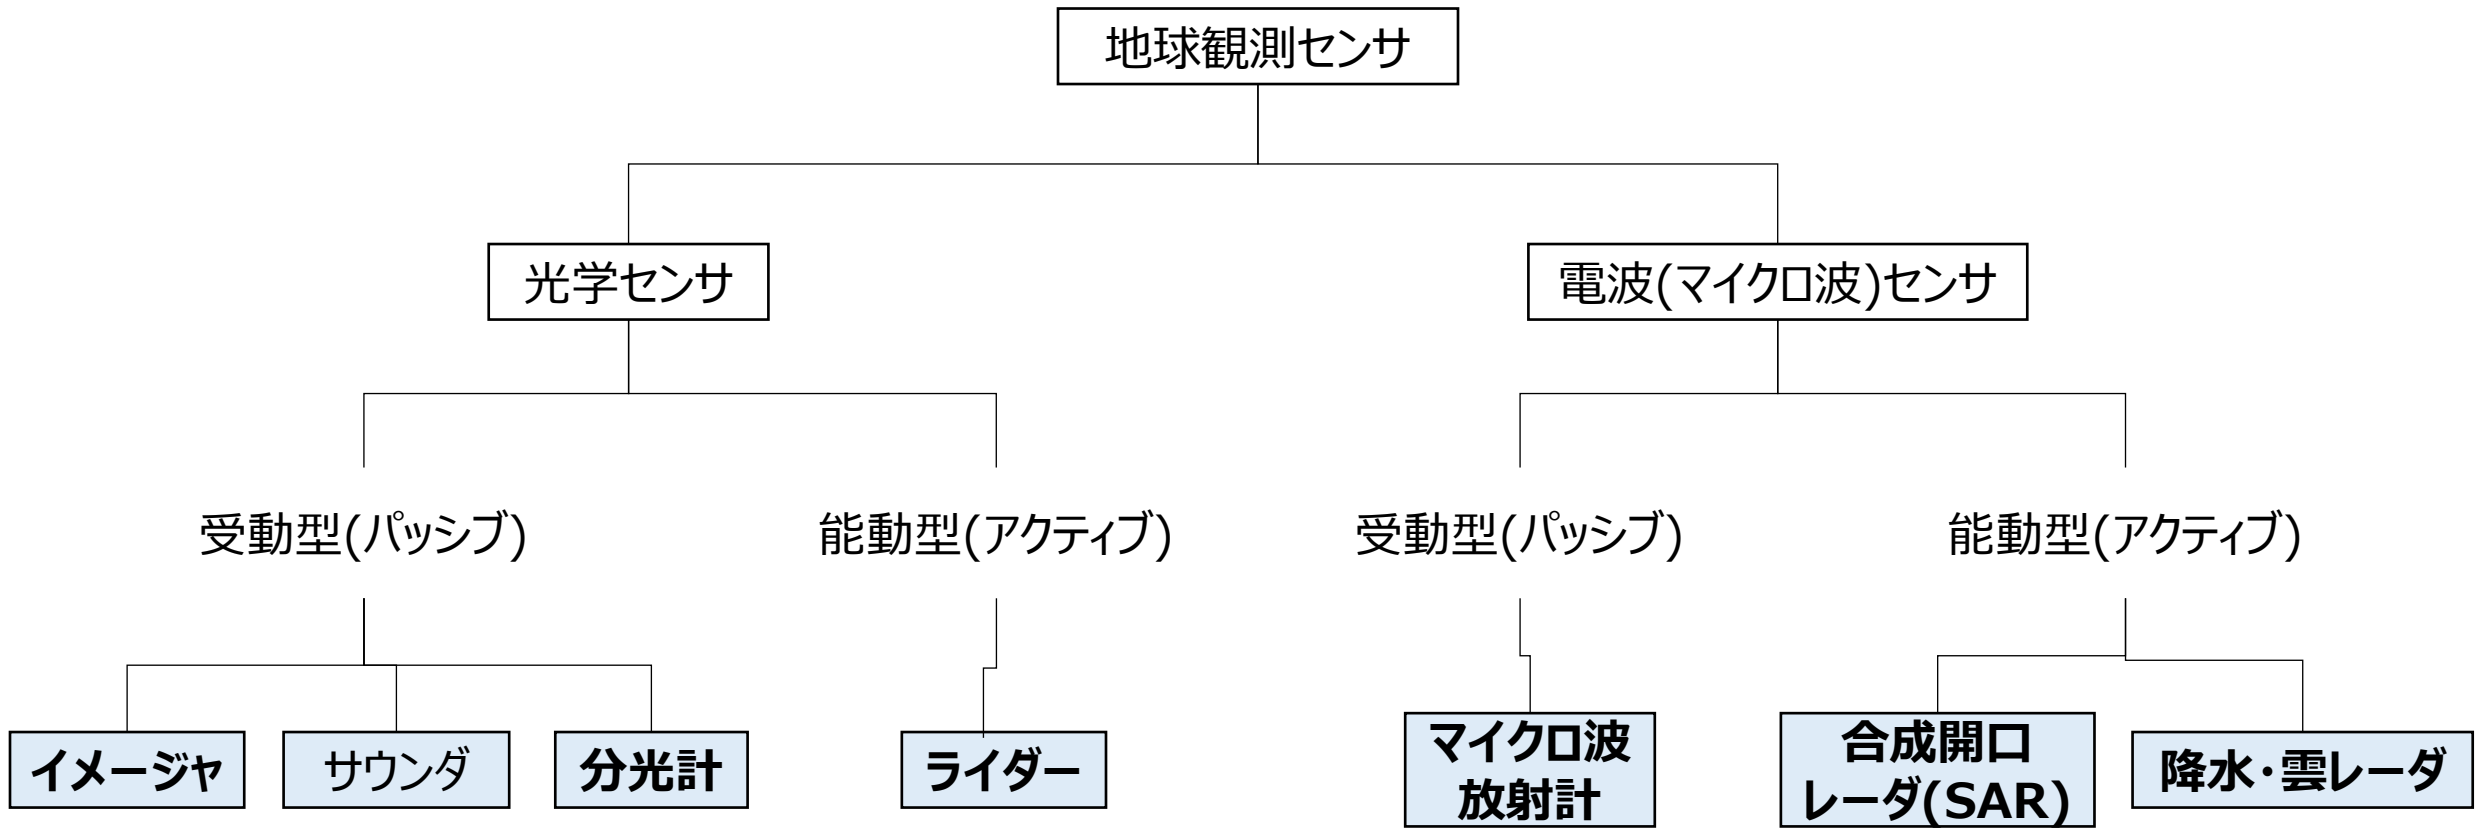 地球観測センサ
光学センサ
電波(マイクロ波)センサ
受動型(パッシブ)
能動型(アクティブ)
受動型(パッシブ)
能動型(アクティブ)
イメージャ
サウンダ
分光計
ライダー
マイクロ波
放射計
合成開口
レーダ(SAR)
降水・雲レーダ